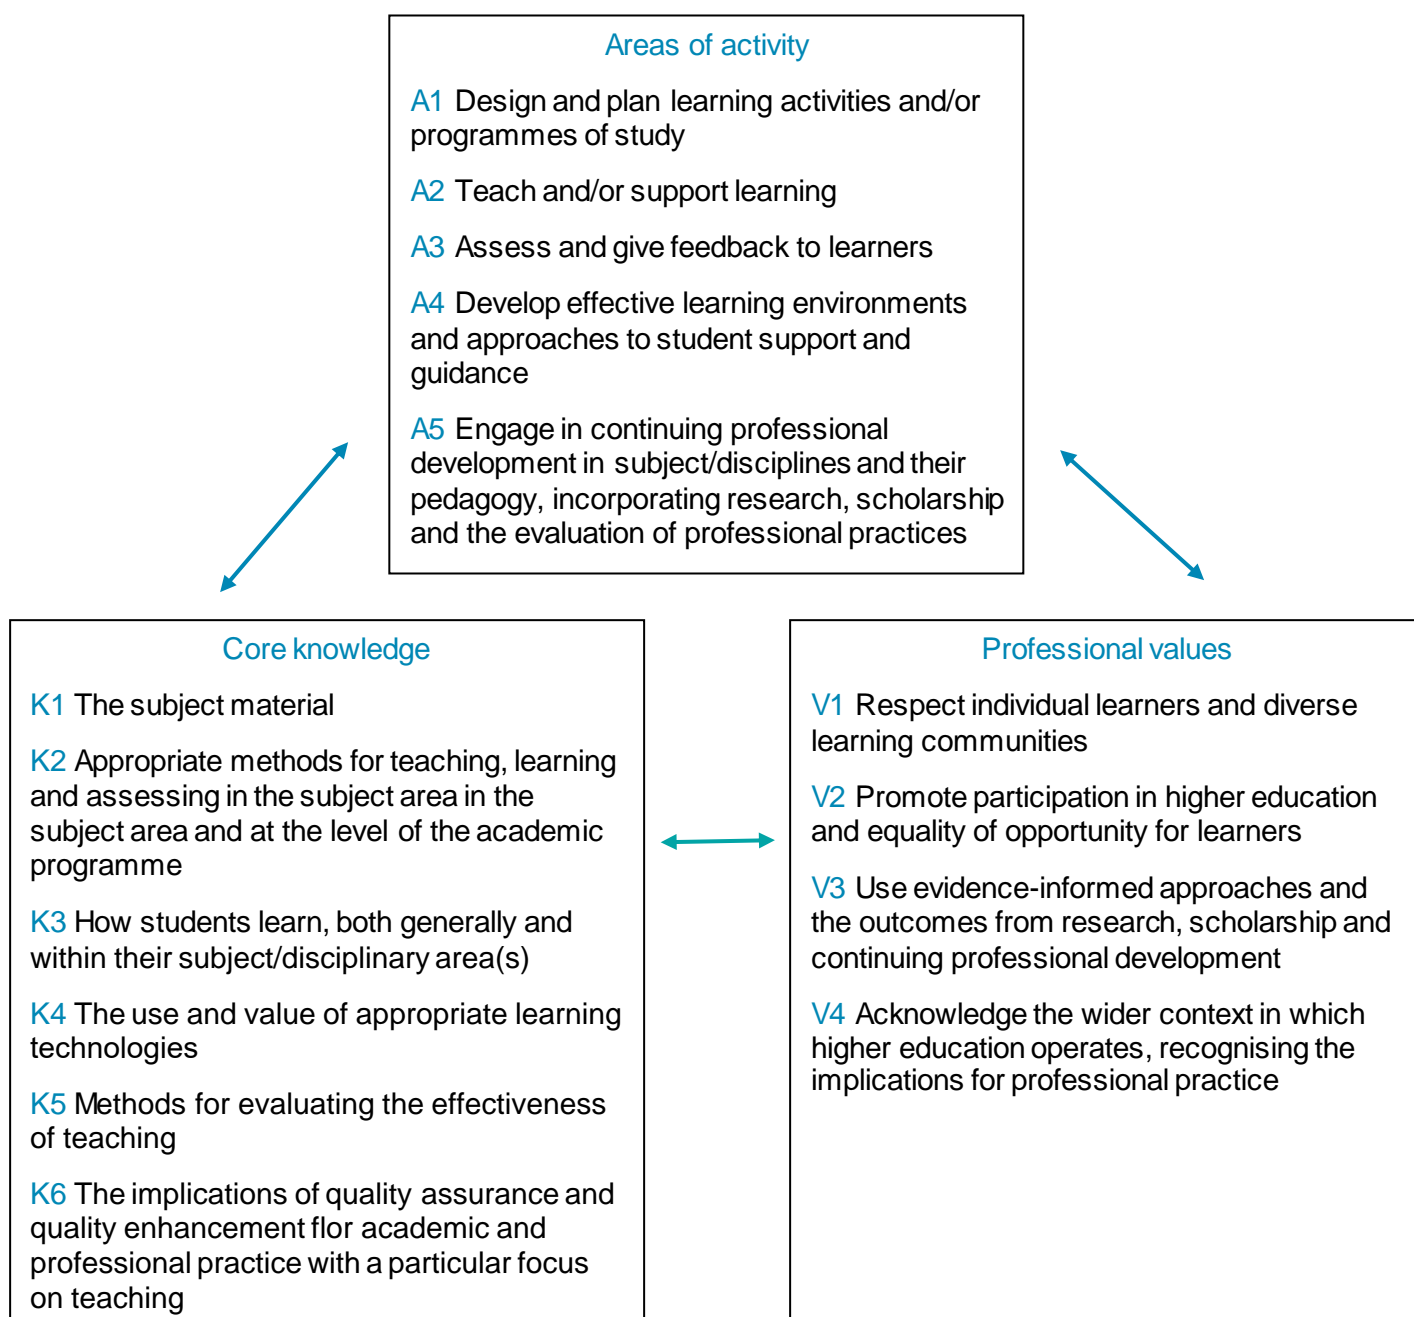 Areas of activity
A1 Design and plan learning activities and/or
programmes of study
A2 Teach and/or support learning
A3 Assess and give feedback to learners
A4 Develop effective learning environments
and approaches to student support and
guidance
A5 Engage in continuing professional
development in subject/disciplines and their
pedagogy, incorporating research, scholarship
and the evaluation of professional practices
Core knowledge
K1 The subject material
K2 Appropriate methods for teaching, learning
and assessing in the subject area in the
subject area and at the level of the academic
programme
K3 How students learn, both generally and
within their subject/disciplinary area(s)
K4 The use and value of appropriate learning
technologies
K5 Methods for evaluating the effectiveness
of teaching
K6 The implications of quality assurance and
quality enhancement flor academic and
professional practice with a particular focus
on teaching
Professional values
V1 Respect individual learners and diverse
learning communities
V2 Promote participation in higher education
and equality of opportunity for learners
V3 Use evidence-informed approaches and
the outcomes from research, scholarship and
continuing professional development
V4 Acknowledge the wider context in which
higher education operates, recognising the
implications for professional practice